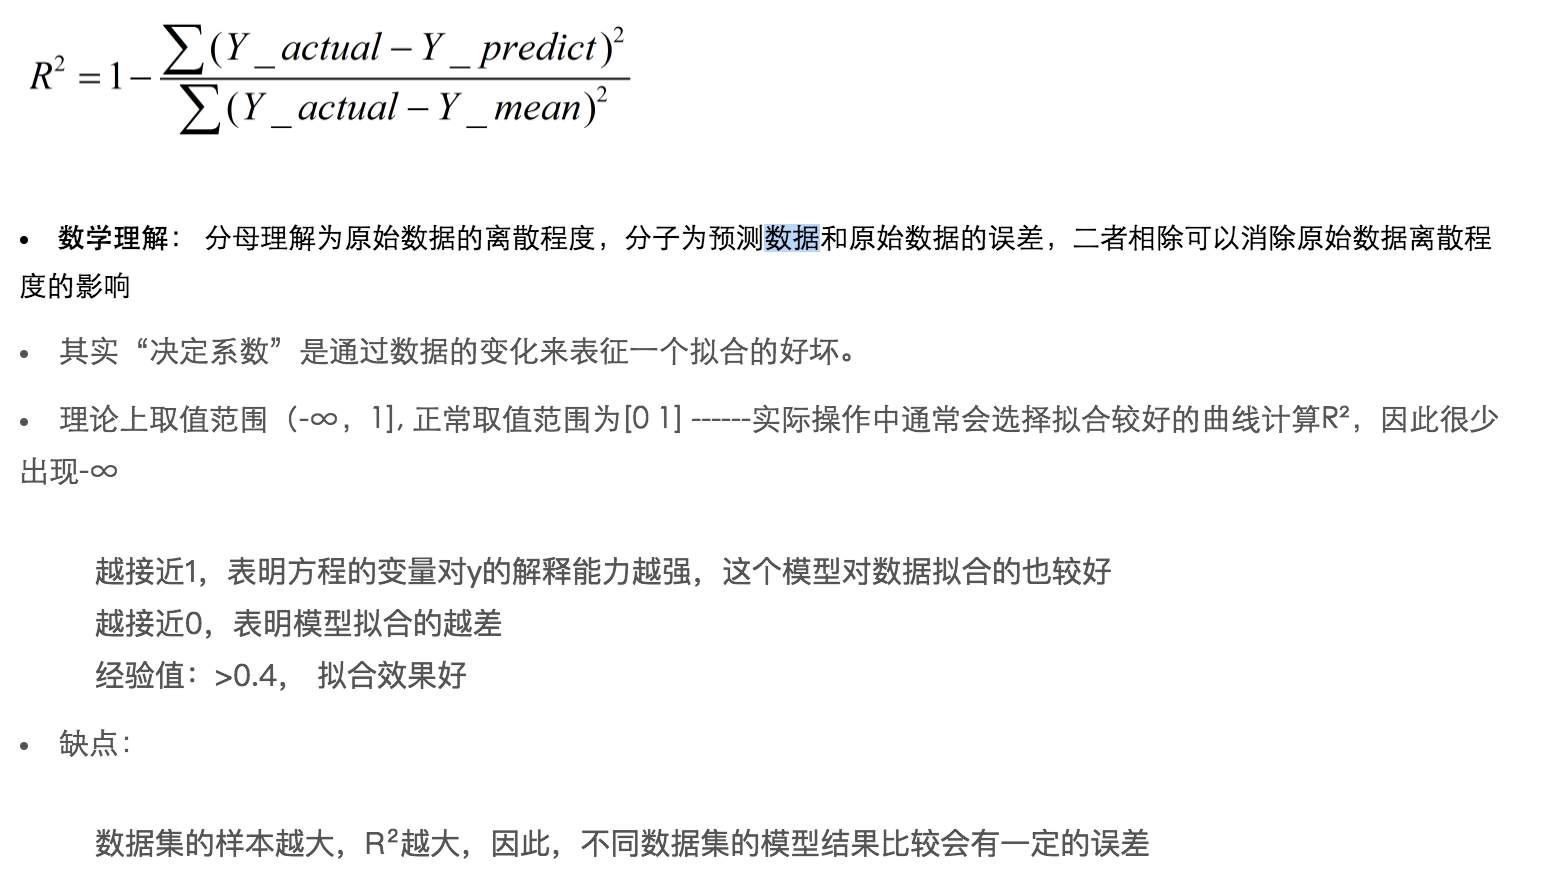 R² = 1 − ∑(Y_actual − Y_predict)² / ∑(Y_actual − Y_mean)²
• 数学理解： 分母理解为原始数据的离散程度，分子为预测数据和原始数据的误差，二者相除可以消除原始数据离散程
度的影响
• 其实“决定系数”是通过数据的变化来表征一个拟合的好坏。
• 理论上取值范围（-∞，1], 正常取值范围为[0 1] ------实际操作中通常会选择拟合较好的曲线计算R²，因此很少
出现-∞
越接近1，表明方程的变量对y的解释能力越强，这个模型对数据拟合的也较好
越接近0，表明模型拟合的越差
经验值：>0.4， 拟合效果好
• 缺点：
数据集的样本越大，R²越大，因此，不同数据集的模型结果比较会有一定的误差